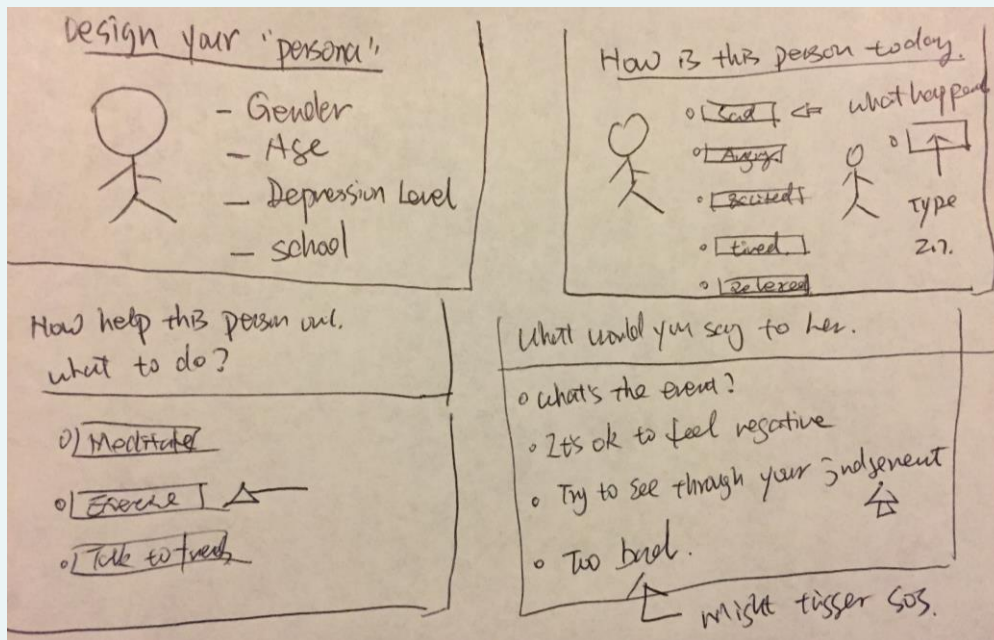 Design your "persona"
- Gender
- Age
- Depression Level
- school
How is this person today.
sad
what happend
Angry
Excited
tired
Relaxed
Type
How help this person out.
what to do?
Meditate
Exercise
Talk to
What would you say to her.
what's the event?
It's ok to feel negative
Try to see through your judgement
Too bad.
might trigger SOS.